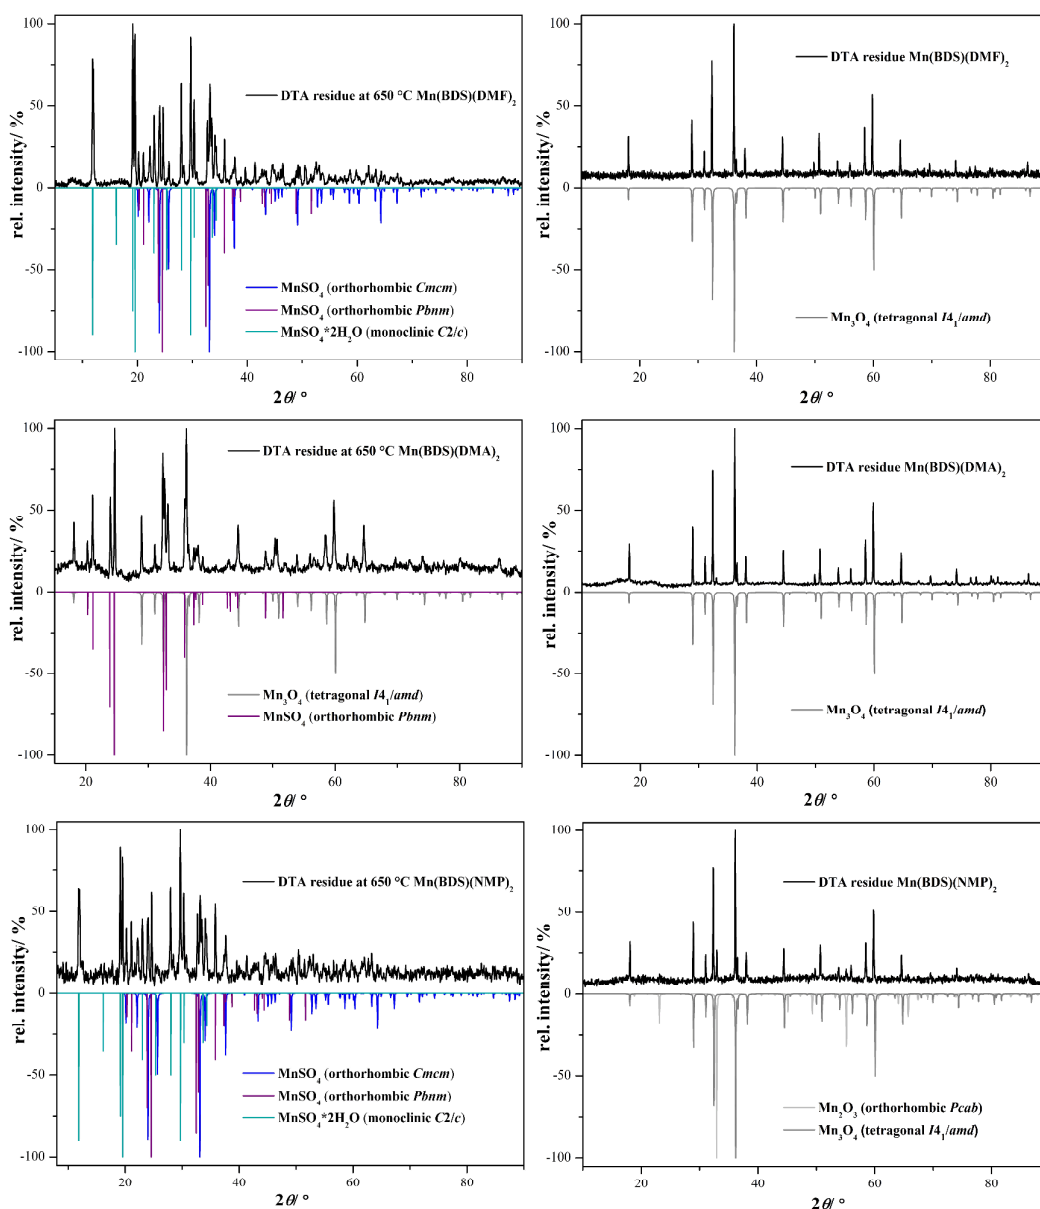 100
50
0
-50
-100
rel. intensity/ %
DTA residue at 650 °C Mn(BDS)(DMF)₂
MnSO₄ (orthorhombic Cmcm)
MnSO₄ (orthorhombic Pbnm)
MnSO₄*2H₂O (monoclinic C2/c)
20 40 60 80
2θ/ °
100
50
0
-50
-100
rel. intensity/ %
DTA residue Mn(BDS)(DMF)₂
Mn₃O₄ (tetragonal I4₁/amd)
20 40 60 80
2θ/ °
100
50
0
-50
-100
rel. intensity/ %
DTA residue at 650 °C Mn(BDS)(DMA)₂
Mn₃O₄ (tetragonal I4₁/amd)
MnSO₄ (orthorhombic Pbnm)
20 40 60 80
2θ/ °
100
50
0
-50
-100
rel. intensity/ %
DTA residue Mn(BDS)(DMA)₂
Mn₃O₄ (tetragonal I4₁/amd)
20 40 60 80
2θ/ °
100
50
0
-50
-100
rel. intensity/ %
DTA residue at 650 °C Mn(BDS)(NMP)₂
MnSO₄ (orthorhombic Cmcm)
MnSO₄ (orthorhombic Pbnm)
MnSO₄*2H₂O (monoclinic C2/c)
20 40 60 80
2θ/ °
100
50
0
-50
-100
rel. intensity/ %
DTA residue Mn(BDS)(NMP)₂
Mn₂O₃ (orthorhombic Pcab)
Mn₃O₄ (tetragonal I4₁/amd)
20 40 60 80
2θ/ °